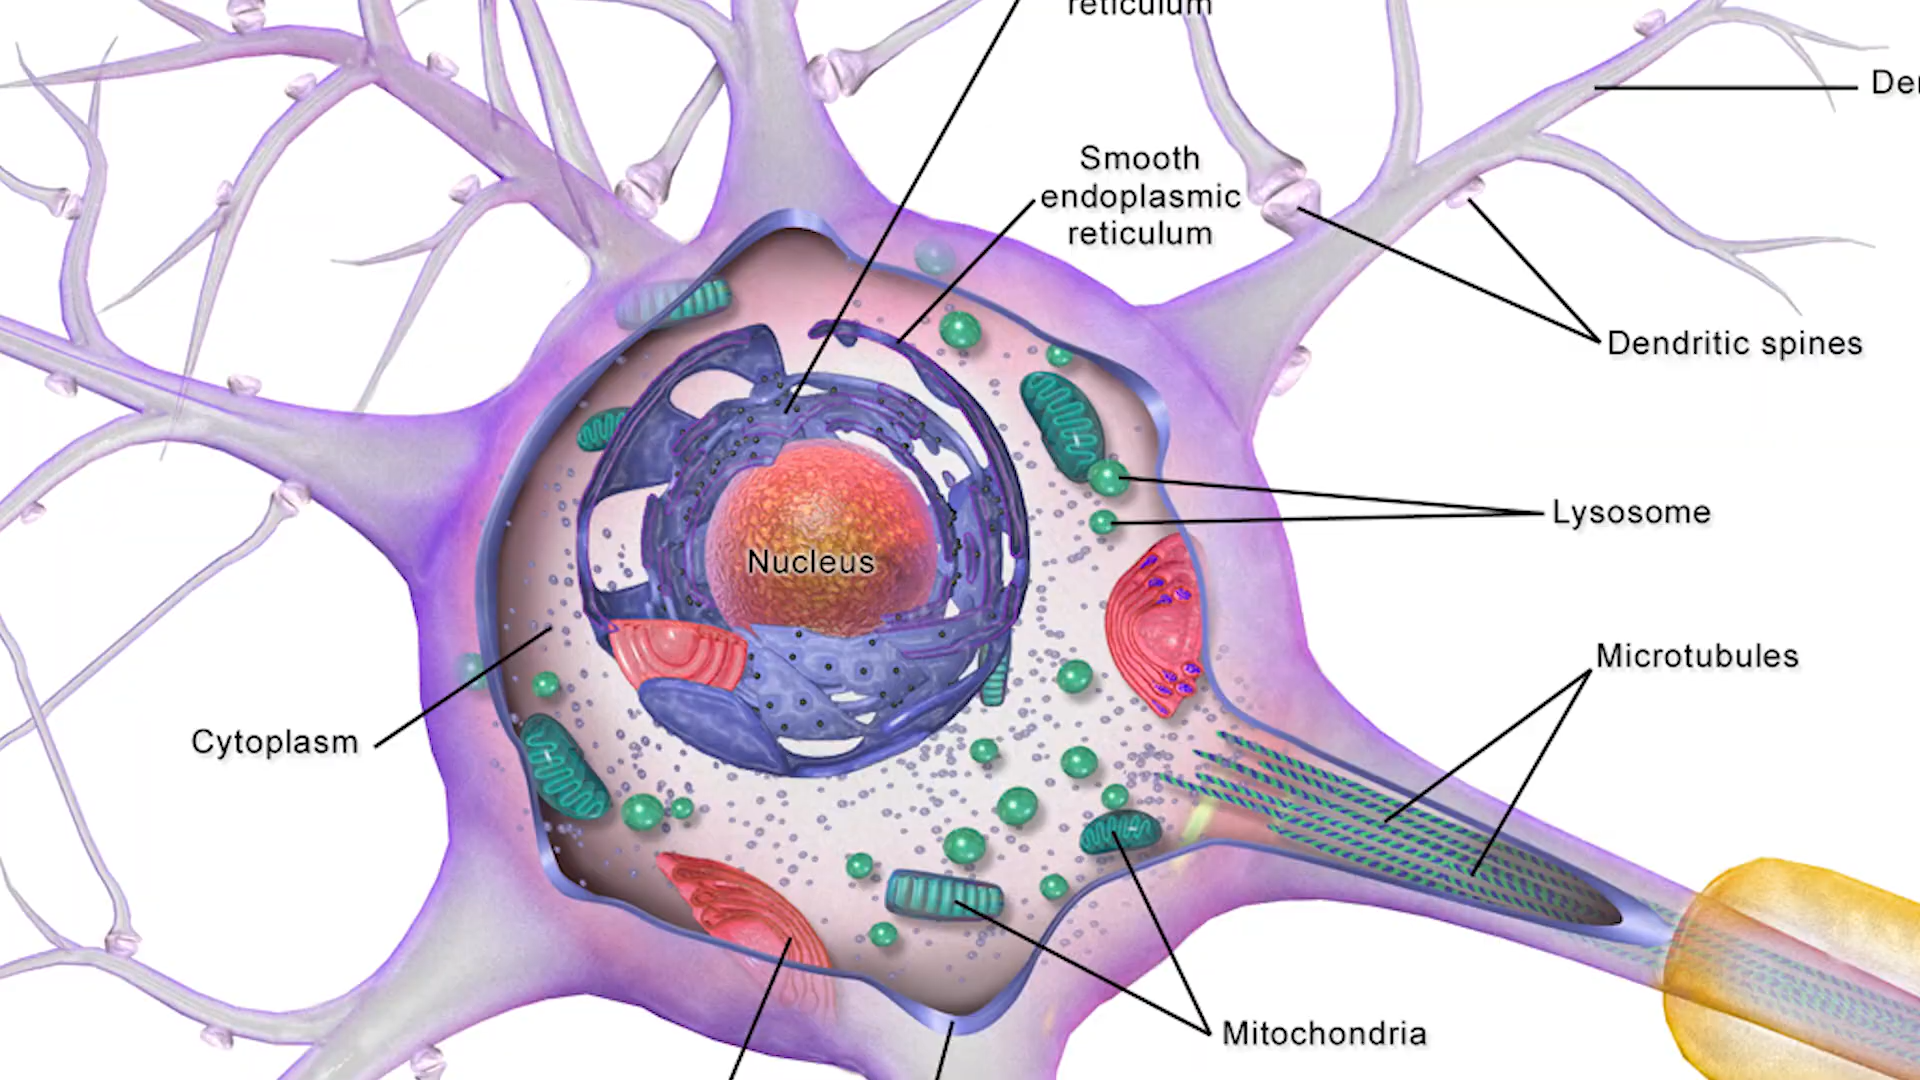 reticulum
Smooth
endoplasmic
reticulum
Dendritic spines
Lysosome
Nucleus
Microtubules
Cytoplasm
Mitochondria